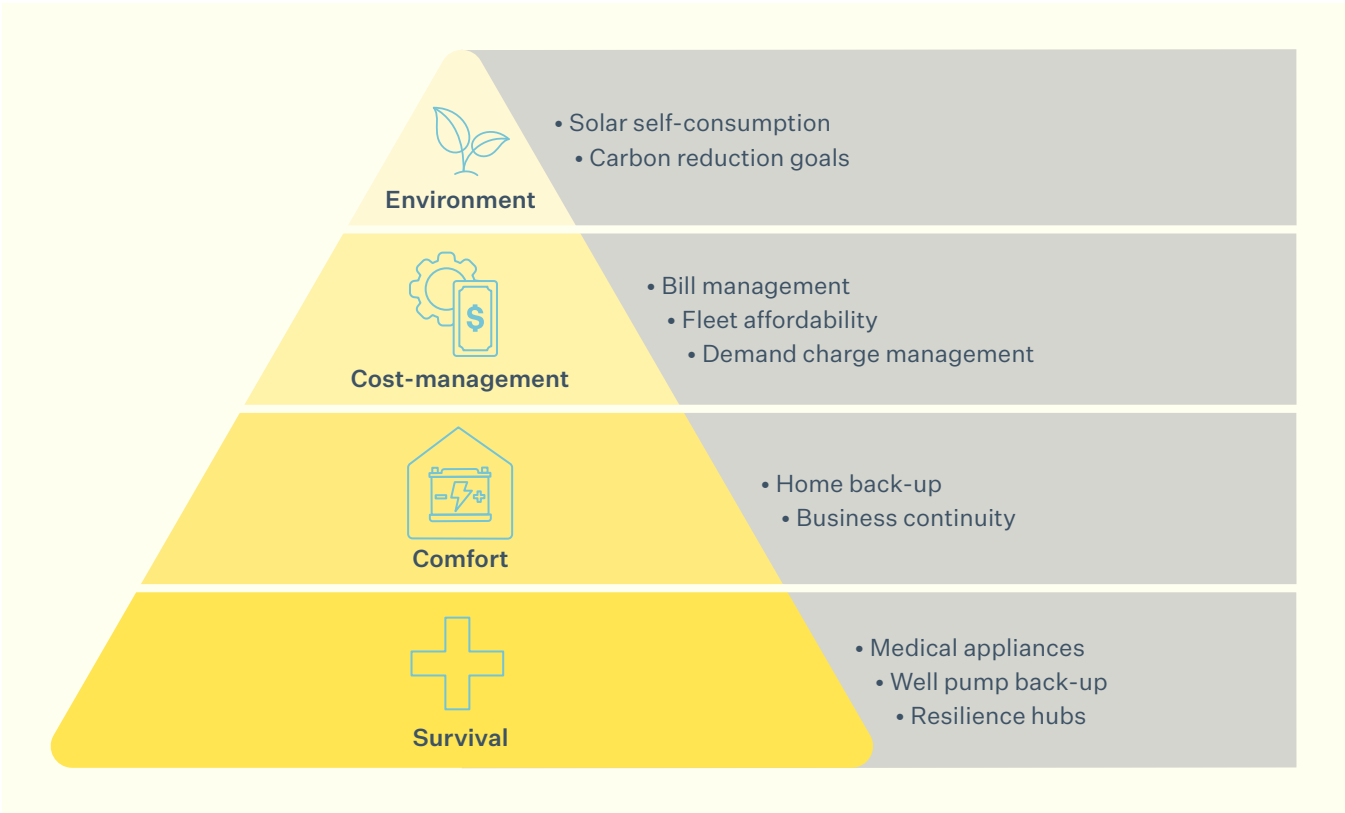 • Solar self-consumption
• Carbon reduction goals
Environment
• Bill management
• Fleet affordability
$
• Demand charge management
Cost-management
• Home back-up
• Business continuity
Comfort
• Medical appliances
• Well pump back-up
• Resilience hubs
Survival